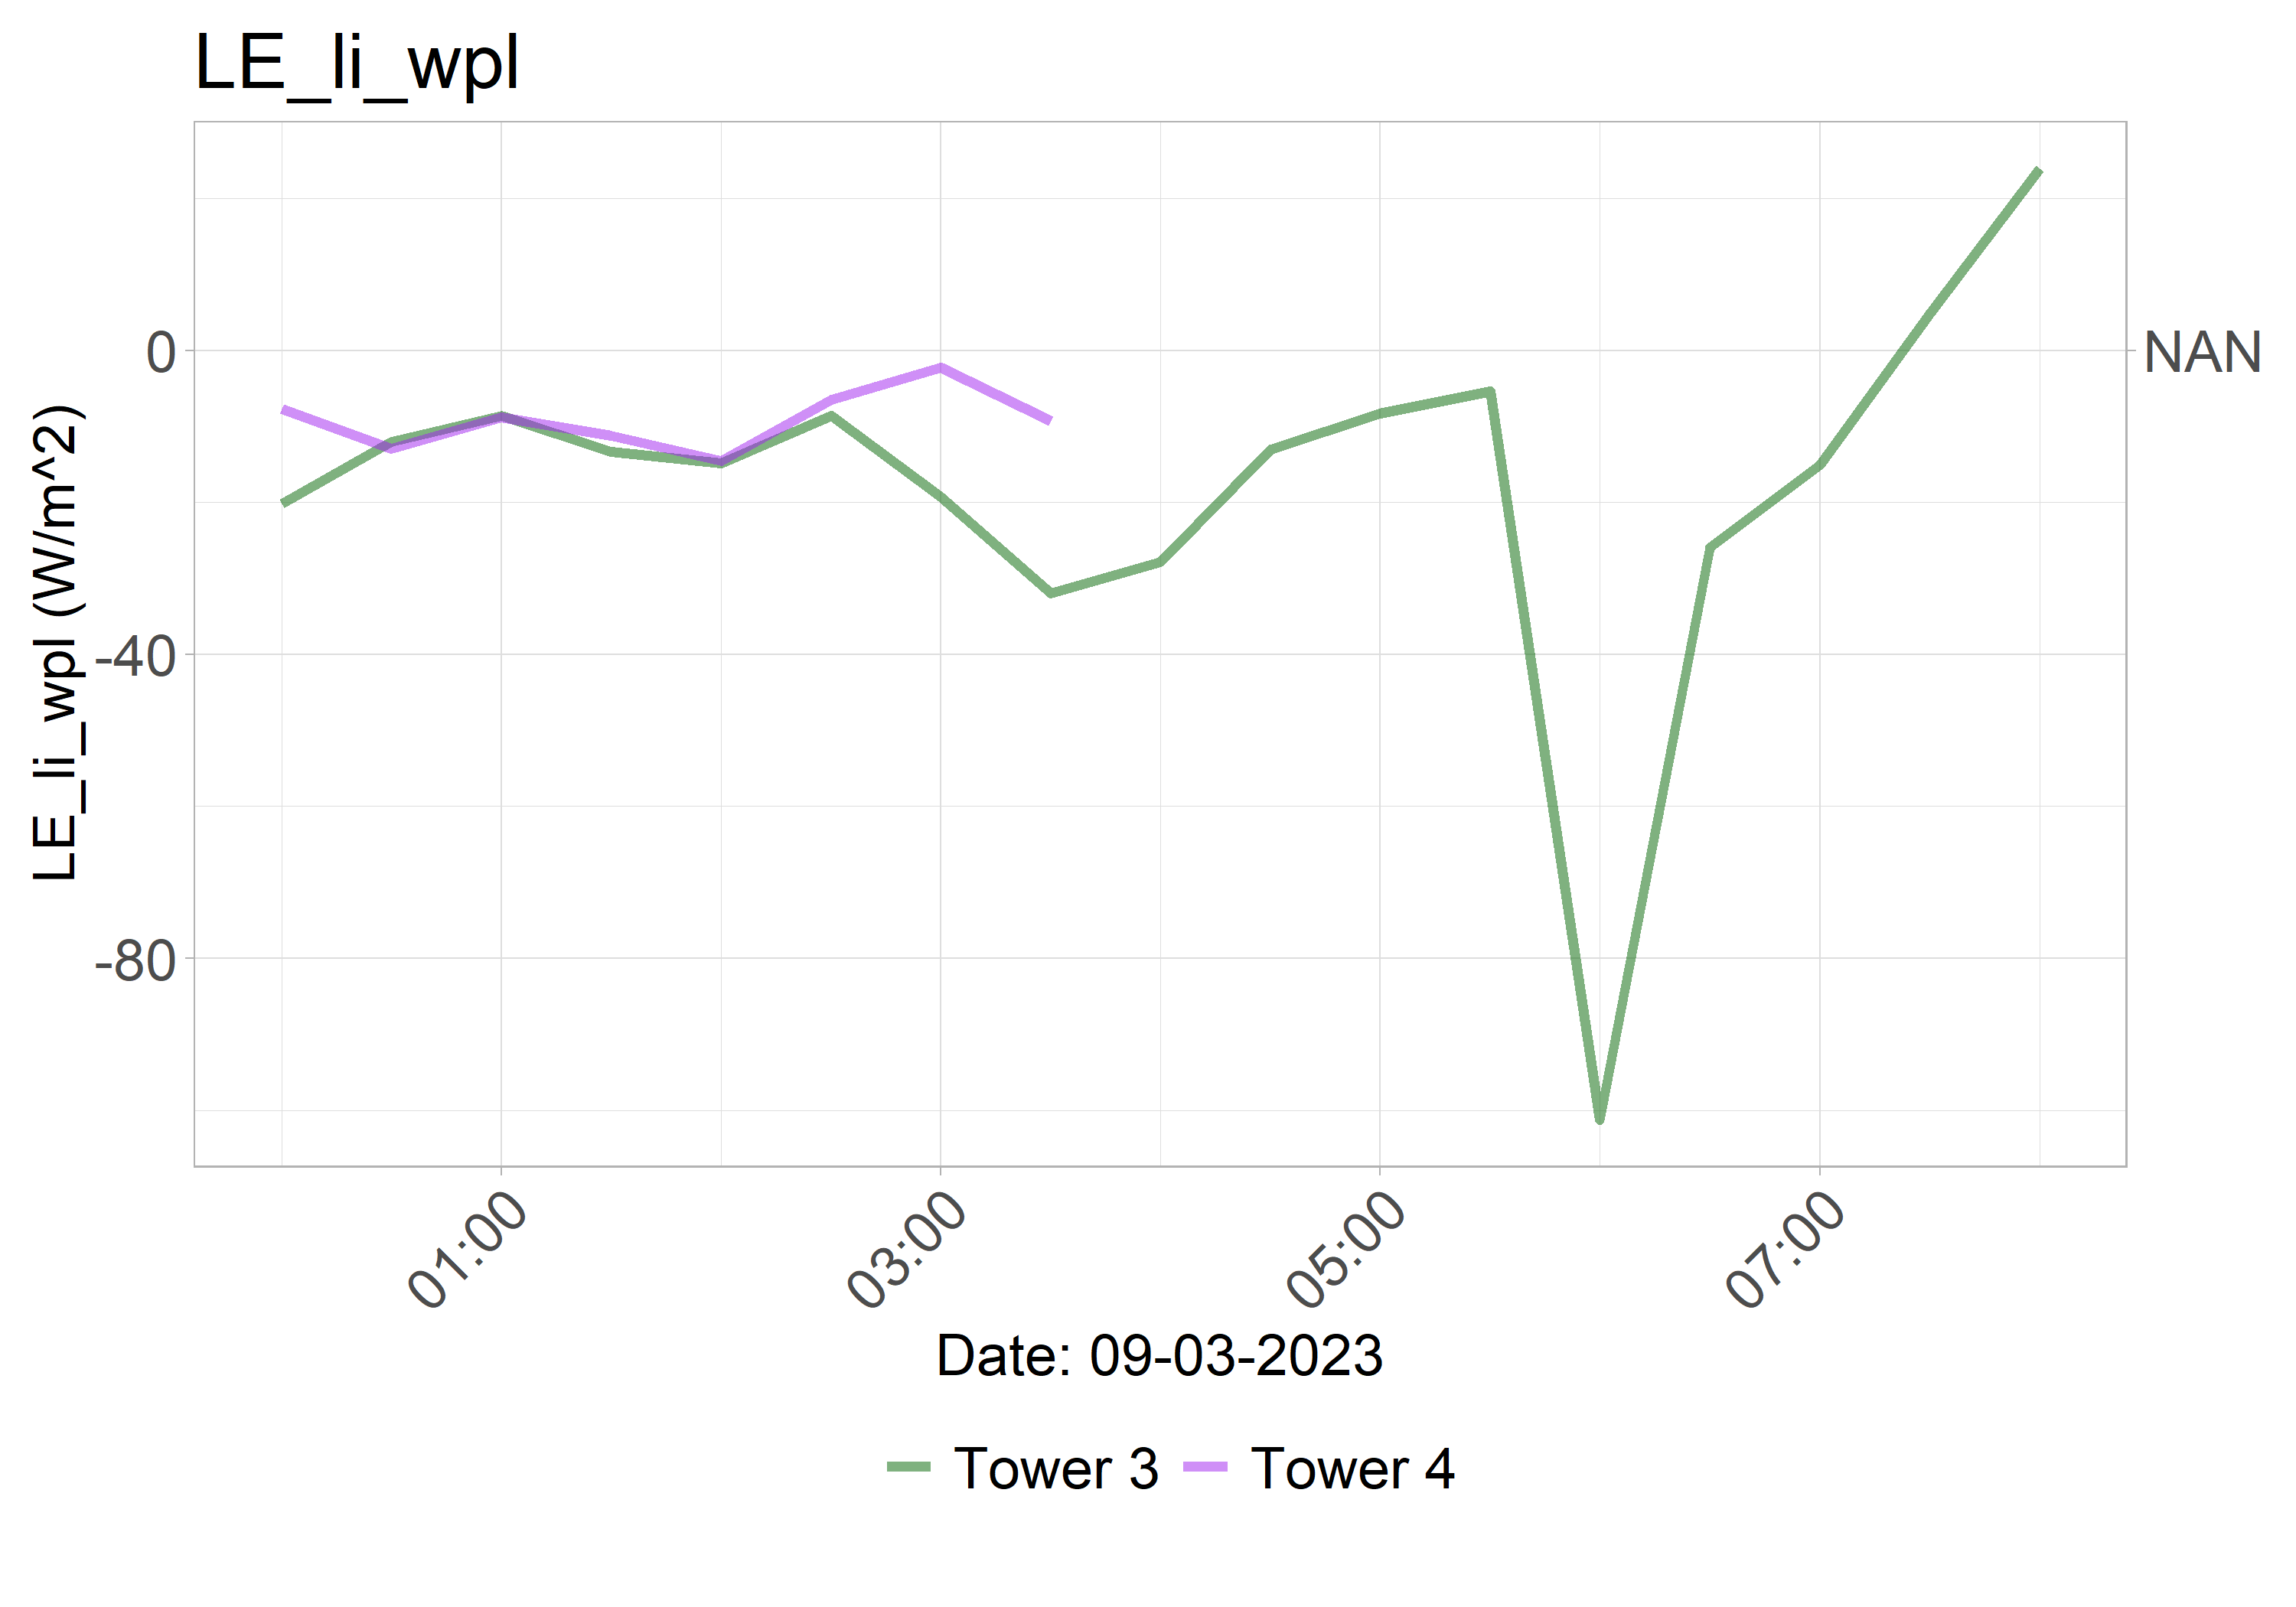 LE_li_wpl
LE_li_wpl (W/m^2)
0
-40
-80
NAN
01:00
03:00
05:00
07:00
Date: 09-03-2023
Tower 3
Tower 4